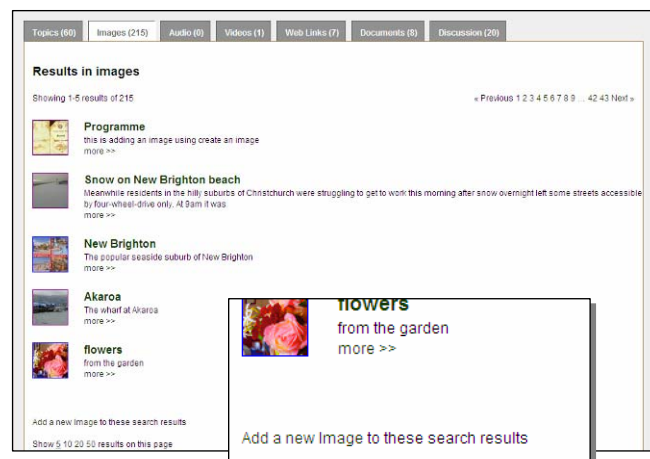 Topics (60) Images (215) Audio (0) Videos (1) Web Links (7) Documents (8) Discussion (20)
Results in images
Showing 1-5 results of 215 « Previous 1 2 3 4 5 6 7 8 9 ... 42 43 Next »
Programme
this is adding an image using create an image
more >>
Snow on New Brighton beach
Meanwhile residents in the hilly suburbs of Christchurch were struggling to get to work this morning after snow overnight left some streets accessible
by four-wheel-drive only. At 9am it was
more >>
New Brighton
The popular seaside suburb of New Brighton
more >>
Akaroa
The wharf at Akaroa
more >>
flowers
from the garden
more >>
Add a new Image to these search results
Show 5 10 20 50 results on this page
flowers
from the garden
more >>
Add a new Image to these search results